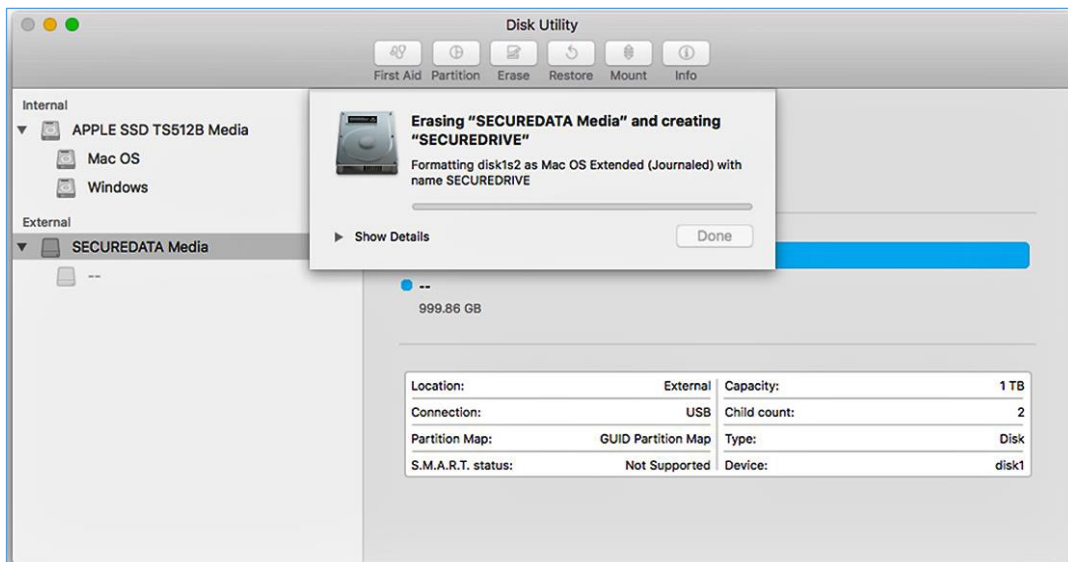 Disk Utility
First Aid Partition Erase Restore Mount Info
Internal
APPLE SSD TS512B Media
Mac OS
Windows
External
SECUREDATA Media
--
Erasing “SECUREDATA Media” and creating
“SECUREDRIVE”
Formatting disk1s2 as Mac OS Extended (Journaled) with
name SECUREDRIVE
Show Details
Done
--
999.86 GB
Location: External Capacity: 1 TB
Connection: USB Child count: 2
Partition Map: GUID Partition Map Type: Disk
S.M.A.R.T. status: Not Supported Device: disk1